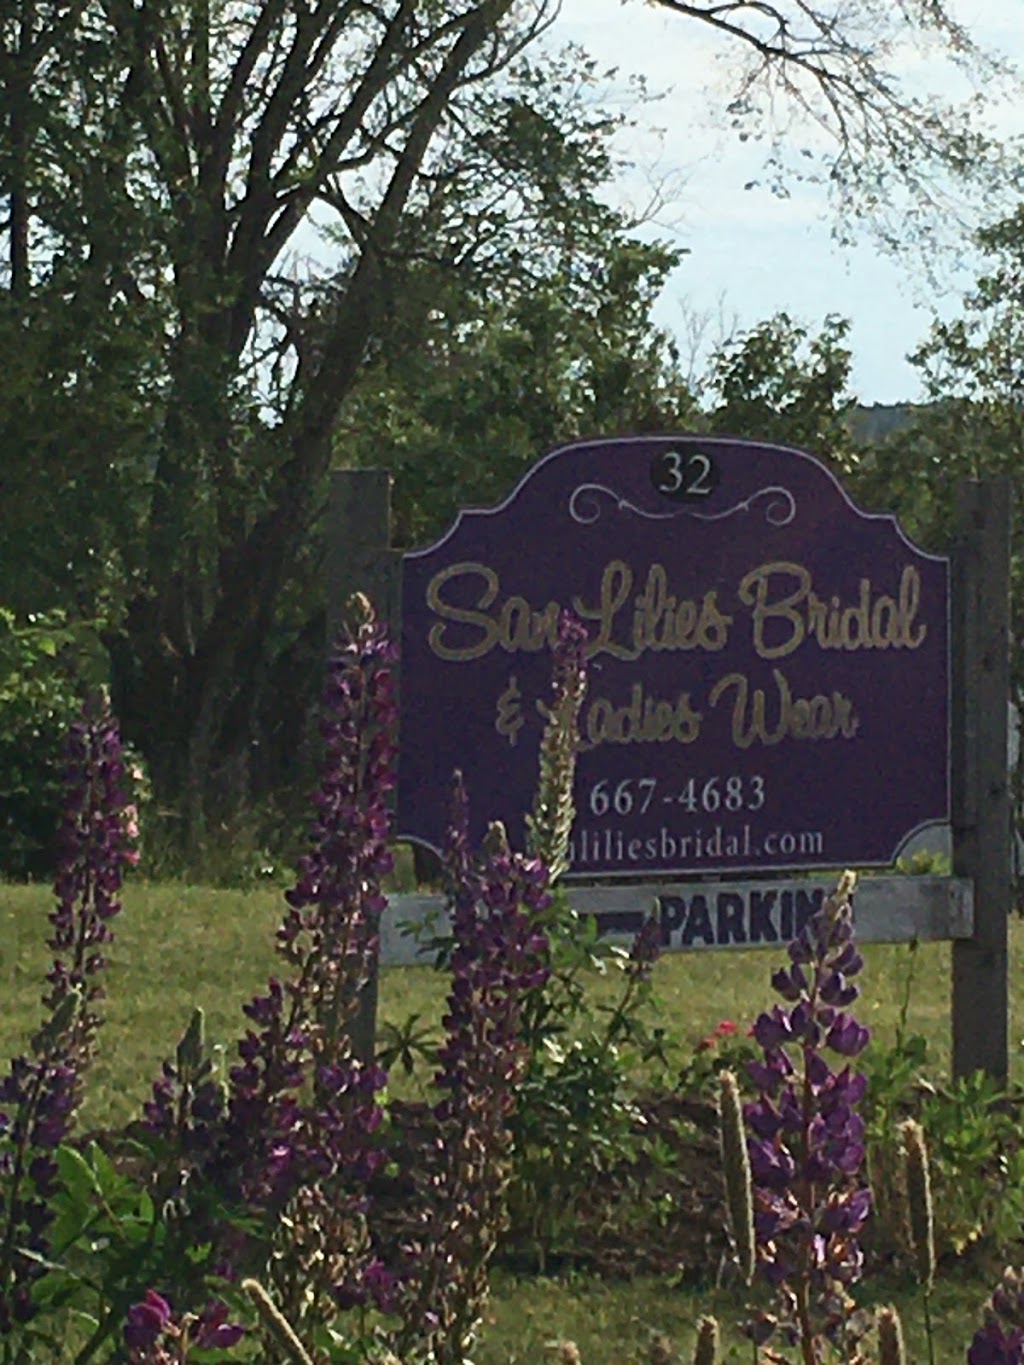 32
San Lilies Bridal
& Ladies Wear
667-4683
liliesbridal.com
PARKIN